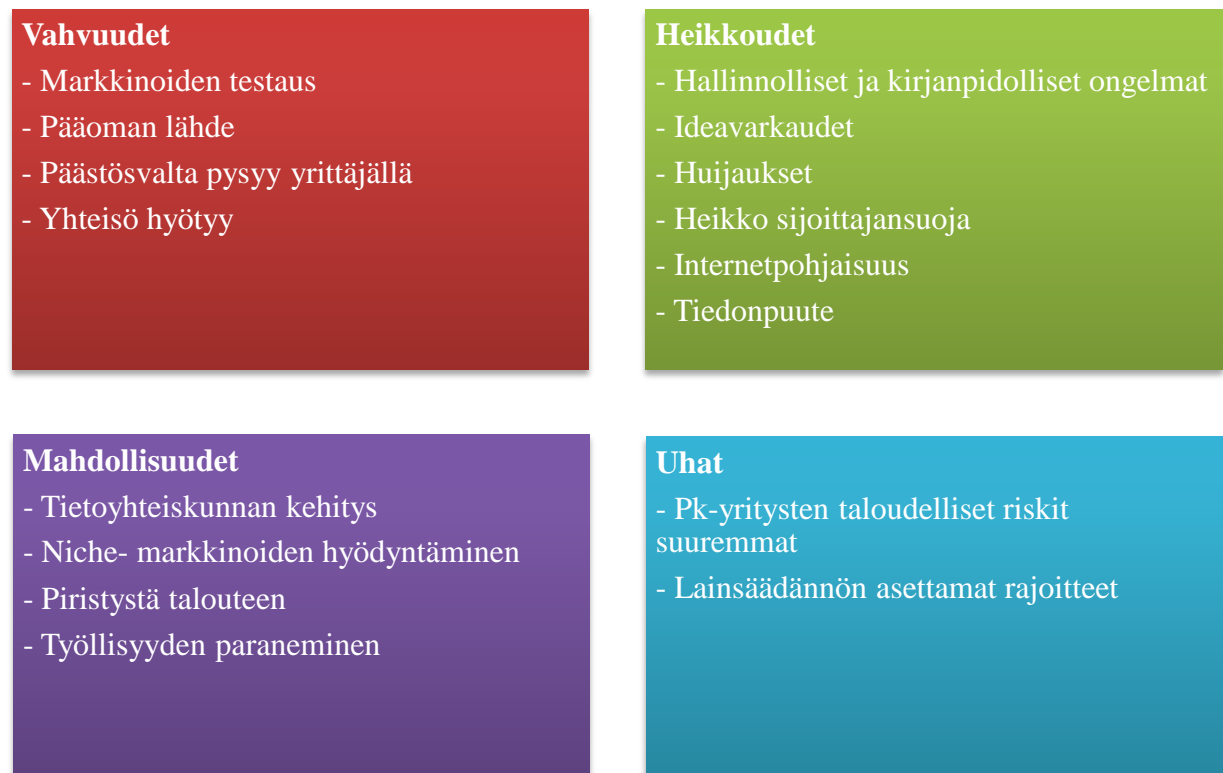 Vahvuudet
- Markkinoiden testaus
- Pääoman lähde
- Päästösvalta pysyy yrittäjällä
- Yhteisö hyötyy
Heikkoudet
- Hallinnolliset ja kirjanpidolliset ongelmat
- Ideavarkaudet
- Huijaukset
- Heikko sijoittajansuoja
- Internetpohjaisuus
- Tiedonpuute
Mahdollisuudet
- Tietoyhteiskunnan kehitys
- Niche- markkinoiden hyödyntäminen
- Piristystä talouteen
- Työllisyyden paraneminen
Uhat
- Pk-yritysten taloudelliset riskit
suuremmat
- Lainsäädännön asettamat rajoitteet